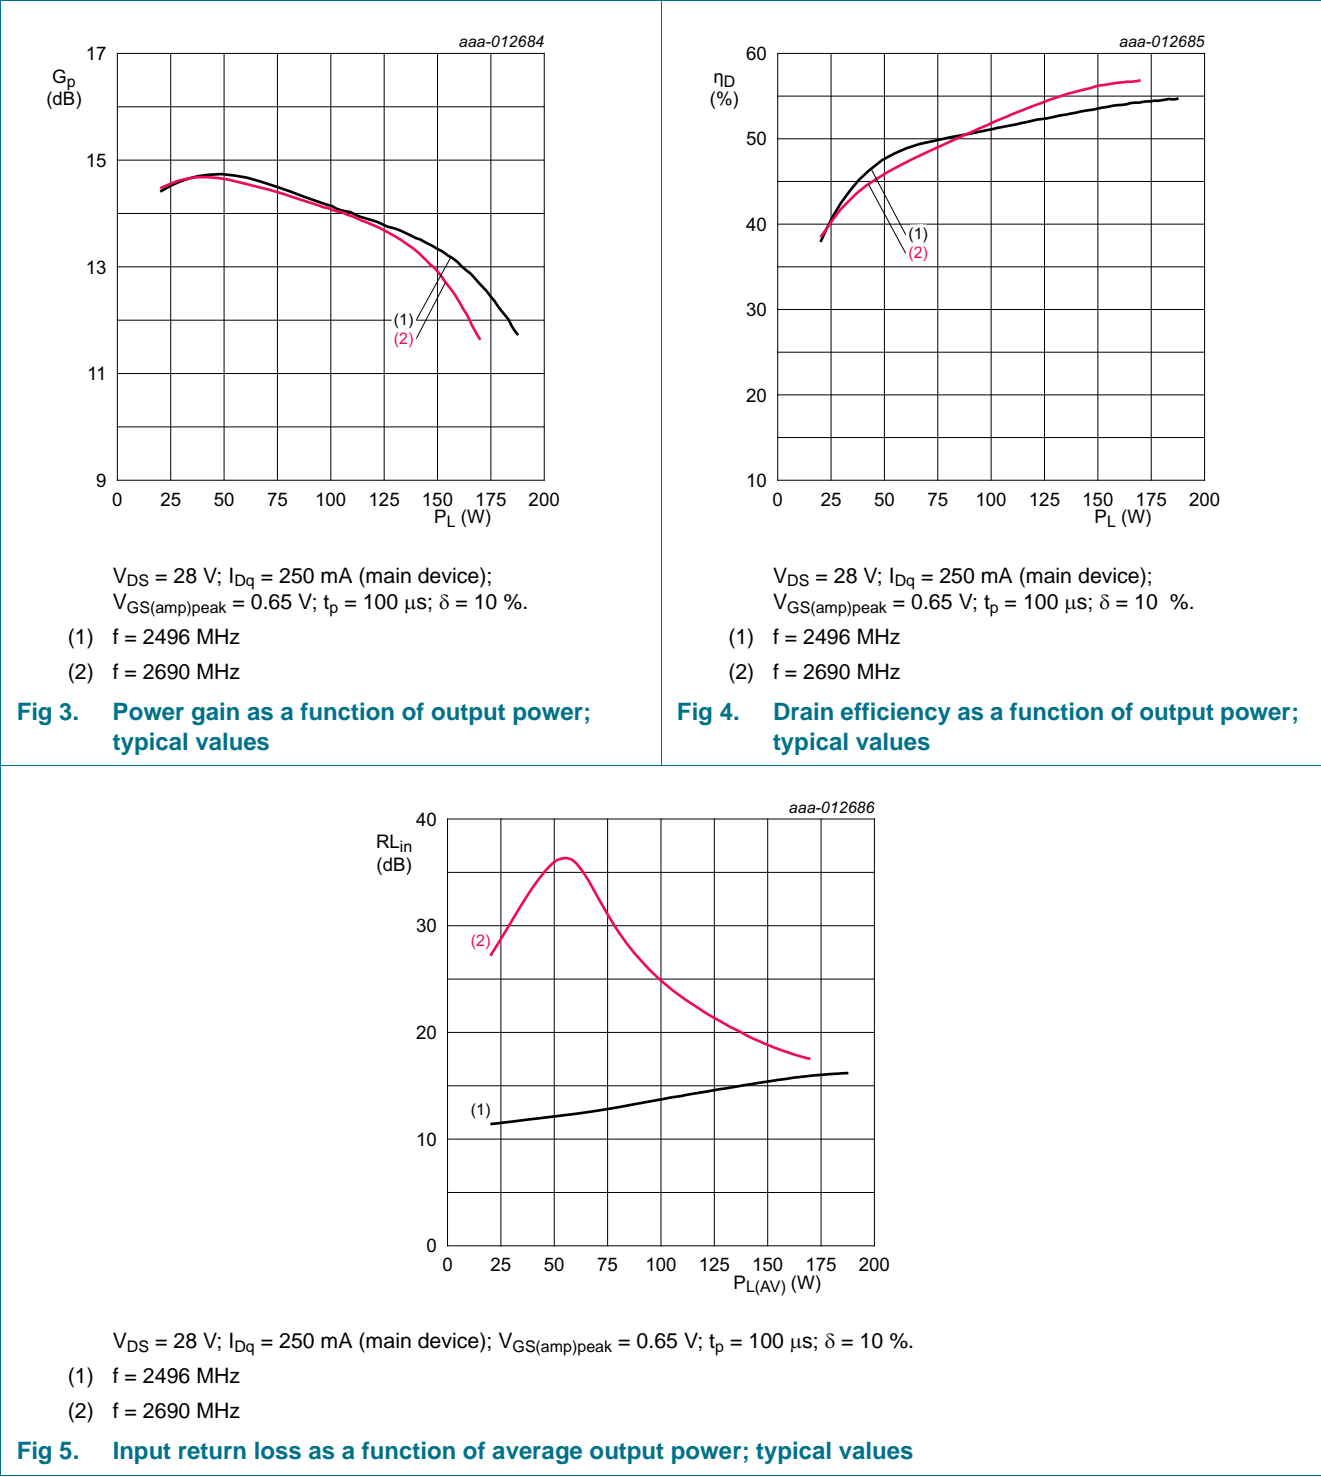 aaa-012684
17
15
13
11
9
Gp
(dB)
(1)
(2)
0 25 50 75 100 125 150 175 200
PL (W)
VDS = 28 V; IDq = 250 mA (main device);
VGS(amp)peak = 0.65 V; tp = 100 μs; δ = 10 %.
(1) f = 2496 MHz
(2) f = 2690 MHz
Fig 3. Power gain as a function of output power;
typical values
aaa-012685
60
50
40
30
20
10
ηD
(%)
(1)
(2)
0 25 50 75 100 125 150 175 200
PL (W)
VDS = 28 V; IDq = 250 mA (main device);
VGS(amp)peak = 0.65 V; tp = 100 μs; δ = 10 %.
(1) f = 2496 MHz
(2) f = 2690 MHz
Fig 4. Drain efficiency as a function of output power;
typical values
aaa-012686
40
30
20
10
0
RLin
(dB)
(2)
(1)
0 25 50 75 100 125 150 175 200
PL(AV) (W)
VDS = 28 V; IDq = 250 mA (main device); VGS(amp)peak = 0.65 V; tp = 100 μs; δ = 10 %.
(1) f = 2496 MHz
(2) f = 2690 MHz
Fig 5. Input return loss as a function of average output power; typical values